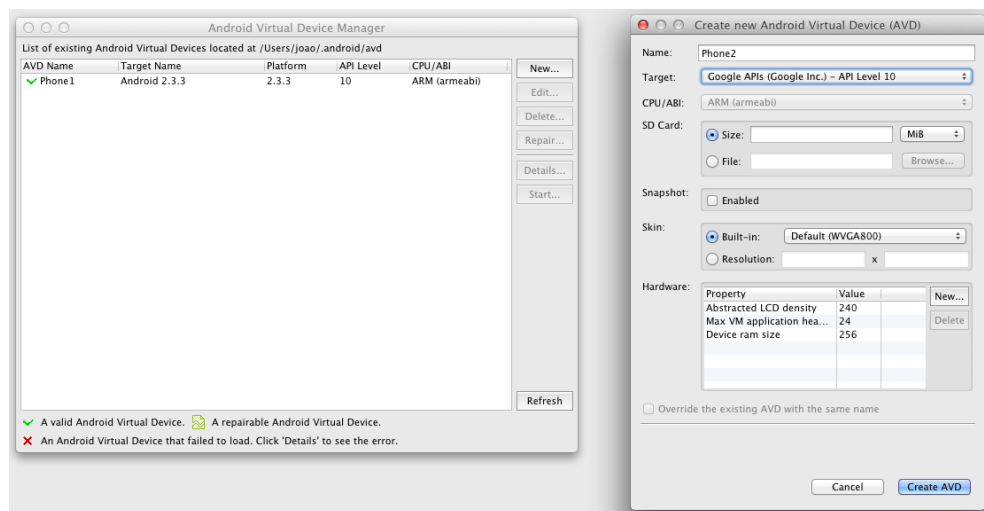 Android Virtual Device Manager
List of existing Android Virtual Devices located at /Users/joao/.android/avd
AVD Name Target Name Platform API Level CPU/ABI
Phone1 Android 2.3.3 2.3.3 10 ARM (armeabi)
New...
Edit...
Delete...
Repair...
Details...
Start...
Refresh
A valid Android Virtual Device. A repairable Android Virtual Device.
An Android Virtual Device that failed to load. Click 'Details' to see the error.
Create new Android Virtual Device (AVD)
Name: Phone2
Target: Google APIs (Google Inc.) – API Level 10
CPU/ABI: ARM (armeabi)
SD Card:
Size: MiB
File: Browse...
Snapshot:
Enabled
Skin:
Built-in: Default (WVGA800)
Resolution: x
Hardware:
Property Value New...
Abstracted LCD density 240
Max VM application hea... 24 Delete
Device ram size 256
Override the existing AVD with the same name
Cancel Create AVD